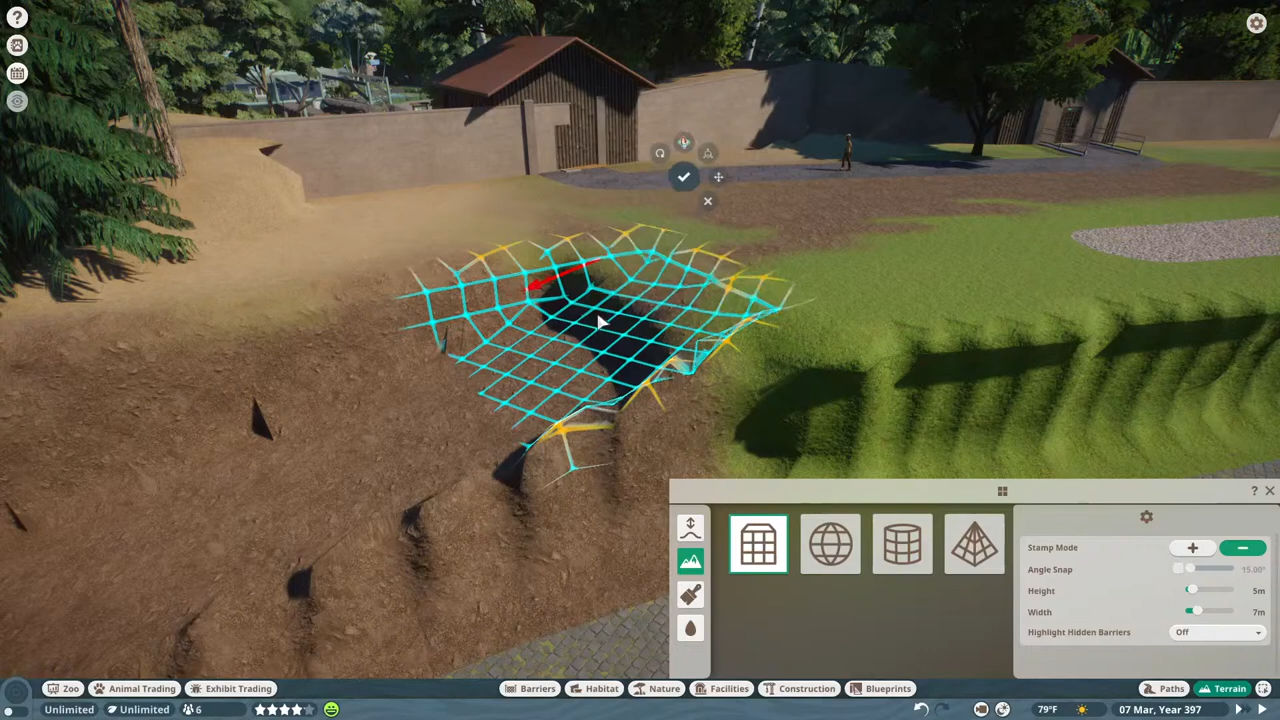 ?
? ×
Stamp Mode + −
Angle Snap 15.00°
Height 5m
Width 7m
Highlight Hidden Barriers Off
Zoo Animal Trading Exhibit Trading Barriers Habitat Nature Facilities Construction Blueprints Paths Terrain
Unlimited Unlimited 6 79°F 07 Mar, Year 397